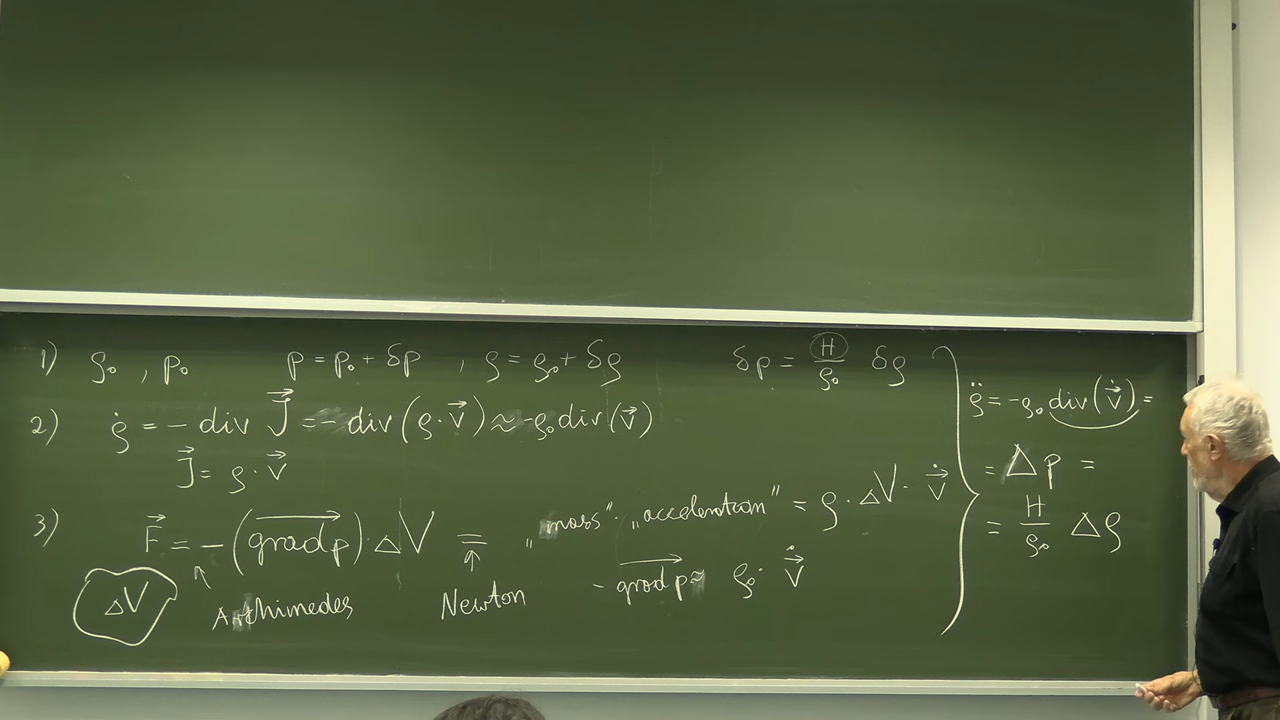 1) ρ₀ , p₀ p = p₀ + δp , ρ = ρ₀ + δρ δp = H/ρ₀ δρ
2) ρ̇ = − div J⃗ = − div(ρ·v⃗) ≈ −ρ₀ div(v⃗)
J⃗ = ρ·v⃗
3) F⃗ = −(grad p)·ΔV = „mass"·„acceleration" = ρ·ΔV·v⃗̇
ΔV Archimedes Newton − grad p ≈ ρ₀·v⃗̇
ρ̈ = −ρ₀ div(v⃗̇) =
= Δp =
= H/ρ₀ Δρ